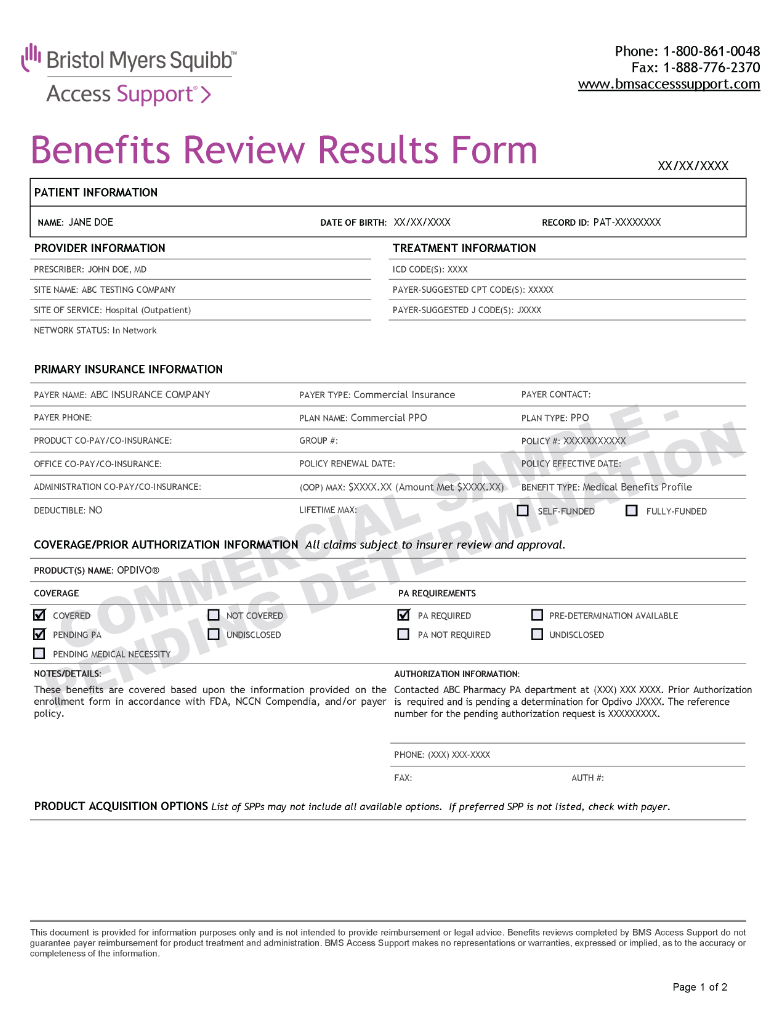 Bristol Myers Squibb™
Access Support®
Phone: 1-800-861-0048
Fax: 1-888-776-2370
www.bmsaccesssupport.com
Benefits Review Results Form
XX/XX/XXXX
PATIENT INFORMATION
NAME: JANE DOE DATE OF BIRTH: XX/XX/XXXX RECORD ID: PAT-XXXXXXXX
PROVIDER INFORMATION TREATMENT INFORMATION
PRESCRIBER: JOHN DOE, MD ICD CODE(S): XXXX
SITE NAME: ABC TESTING COMPANY PAYER-SUGGESTED CPT CODE(S): XXXXX
SITE OF SERVICE: Hospital (Outpatient) PAYER-SUGGESTED J CODE(S): JXXXX
NETWORK STATUS: In Network
PRIMARY INSURANCE INFORMATION
PAYER NAME: ABC INSURANCE COMPANY PAYER TYPE: Commercial Insurance PAYER CONTACT:
PAYER PHONE: PLAN NAME: Commercial PPO PLAN TYPE: PPO
PRODUCT CO-PAY/CO-INSURANCE: GROUP #: POLICY #: XXXXXXXXXXX
OFFICE CO-PAY/CO-INSURANCE: POLICY RENEWAL DATE: POLICY EFFECTIVE DATE:
ADMINISTRATION CO-PAY/CO-INSURANCE: (OOP) MAX: $XXXX.XX (Amount Met $XXXX.XX) BENEFIT TYPE: Medical Benefits Profile
DEDUCTIBLE: NO LIFETIME MAX: SELF-FUNDED FULLY-FUNDED
COMMERCIAL SAMPLE -
PENDING DETERMINATION
COVERAGE/PRIOR AUTHORIZATION INFORMATION All claims subject to insurer review and approval.
PRODUCT(S) NAME: OPDIVO®
COVERAGE PA REQUIREMENTS
COVERED NOT COVERED PA REQUIRED PRE-DETERMINATION AVAILABLE
PENDING PA UNDISCLOSED PA NOT REQUIRED UNDISCLOSED
PENDING MEDICAL NECESSITY
NOTES/DETAILS:
These benefits are covered based upon the information provided on the
enrollment form in accordance with FDA, NCCN Compendia, and/or payer
policy.
AUTHORIZATION INFORMATION:
Contacted ABC Pharmacy PA department at (XXX) XXX XXXX. Prior Authorization
is required and is pending a determination for Opdivo JXXXX. The reference
number for the pending authorization request is XXXXXXXXX.
PHONE: (XXX) XXX-XXXX
FAX: AUTH #:
PRODUCT ACQUISITION OPTIONS List of SPPs may not include all available options. If preferred SPP is not listed, check with payer.
This document is provided for information purposes only and is not intended to provide reimbursement or legal advice. Benefits reviews completed by BMS Access Support do not
guarantee payer reimbursement for product treatment and administration. BMS Access Support makes no representations or warranties, expressed or implied, as to the accuracy or
completeness of the information.
Page 1 of 2